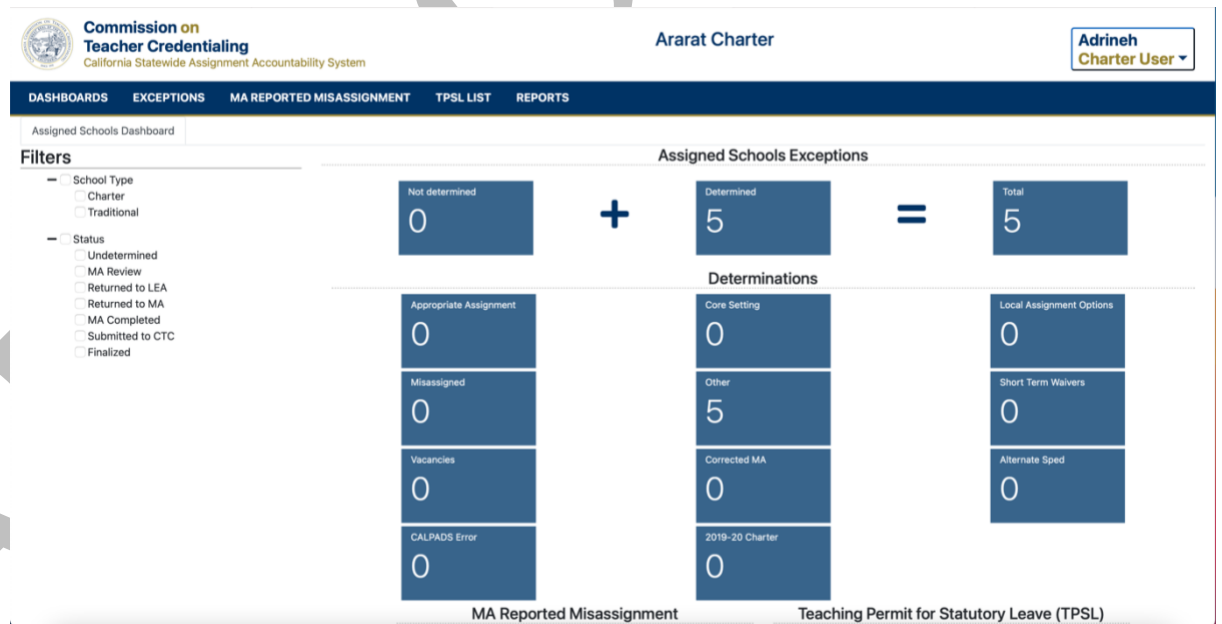 Commission on
Teacher Credentialing
California Statewide Assignment Accountability System
Ararat Charter
Adrineh
Charter User
DASHBOARDS EXCEPTIONS MA REPORTED MISASSIGNMENT TPSL LIST REPORTS
Assigned Schools Dashboard
Filters
School Type
Charter
Traditional
Status
Undetermined
MA Review
Returned to LEA
Returned to MA
MA Completed
Submitted to CTC
Finalized
Assigned Schools Exceptions
Not determined
0
+
Determined
5
=
Total
5
Determinations
Appropriate Assignment
0
Core Setting
0
Local Assignment Options
0
Misassigned
0
Other
5
Short Term Waivers
0
Vacancies
0
Corrected MA
0
Alternate Sped
0
CALPADS Error
0
2019-20 Charter
0
MA Reported Misassignment
Teaching Permit for Statutory Leave (TPSL)